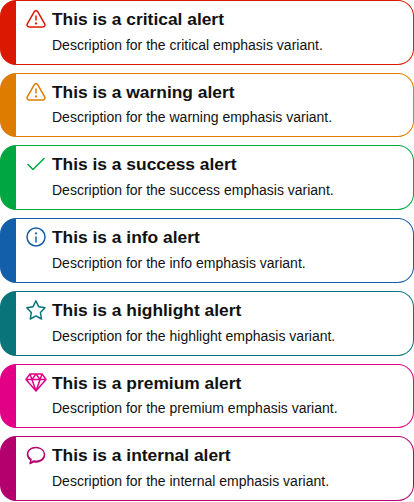 This is a critical alert
Description for the critical emphasis variant.
This is a warning alert
Description for the warning emphasis variant.
This is a success alert
Description for the success emphasis variant.
This is a info alert
Description for the info emphasis variant.
This is a highlight alert
Description for the highlight emphasis variant.
This is a premium alert
Description for the premium emphasis variant.
This is a internal alert
Description for the internal emphasis variant.